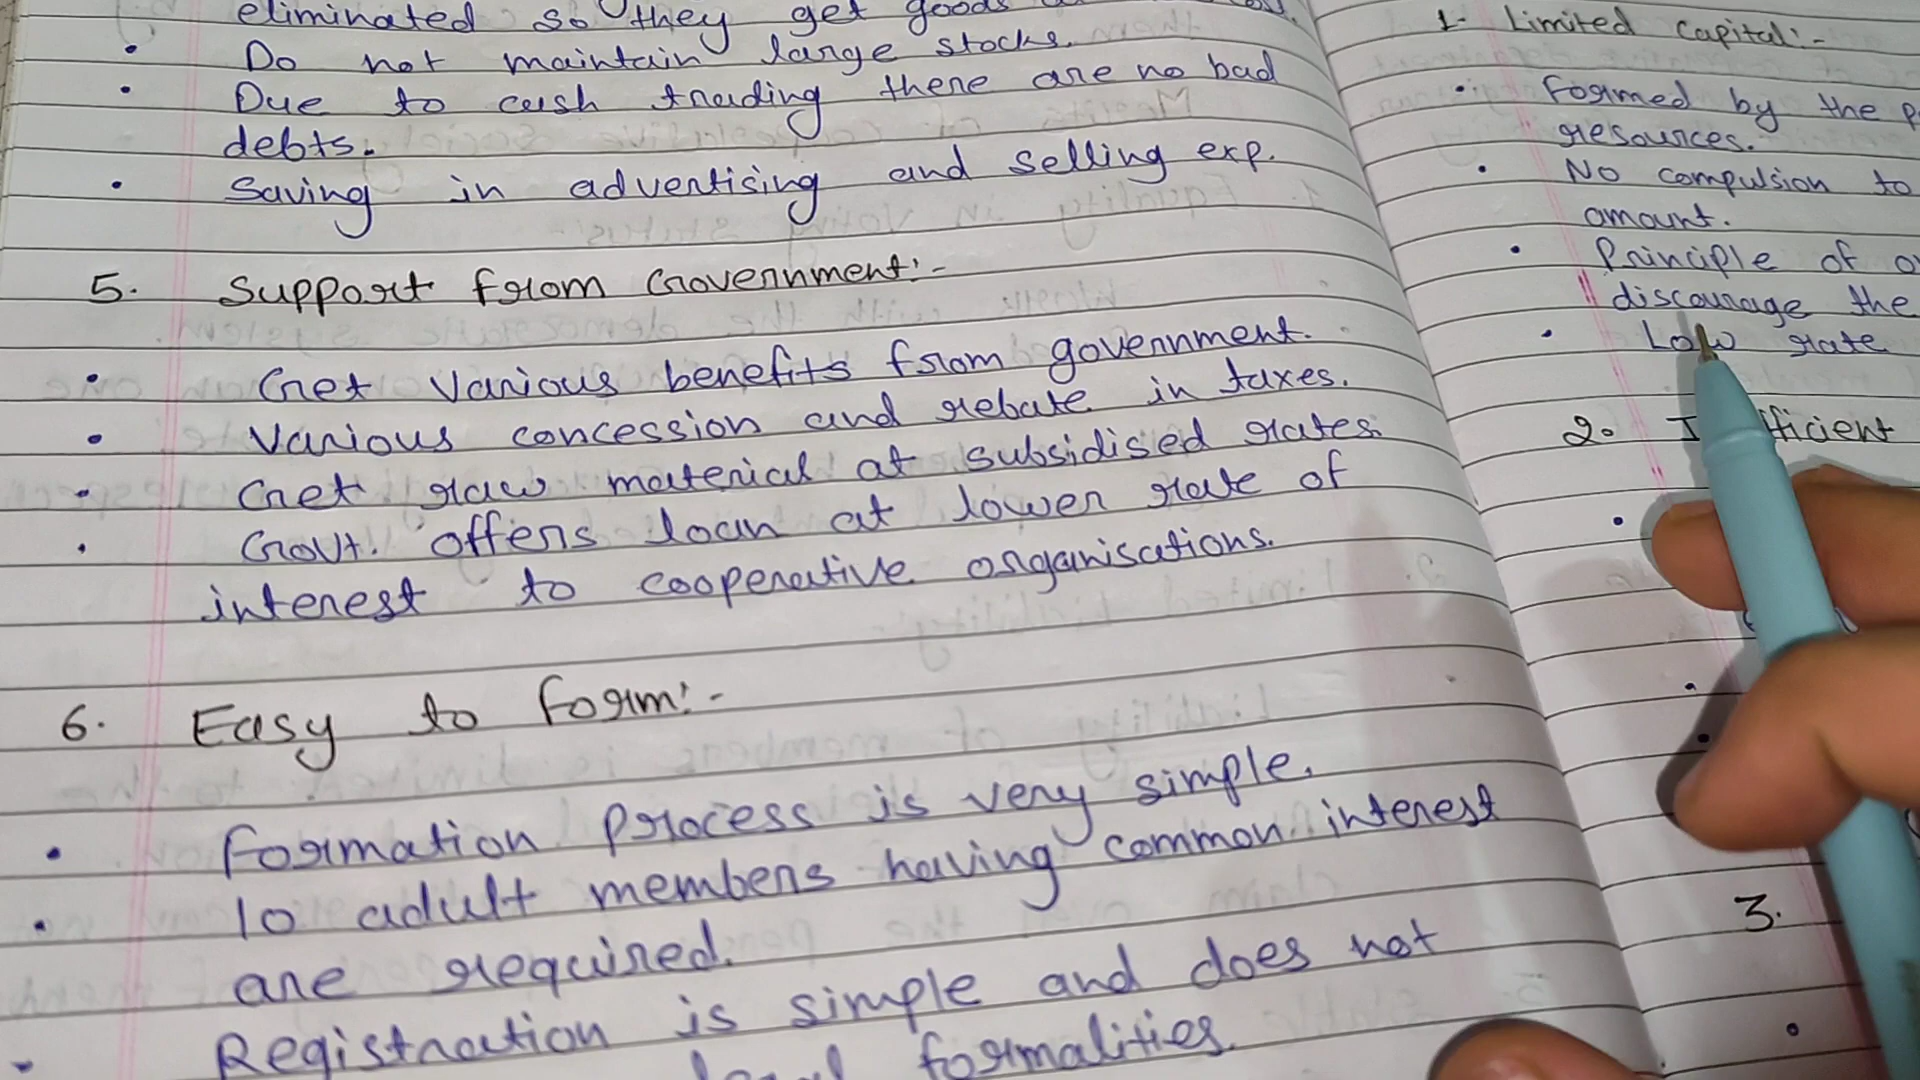 eliminated so they get goods
• Do not maintain large stocks.
• Due to cash trading there are no bad
debts.
• Saving in advertising and selling exp.
5. Support from Government:-
• Get various benefits from government.
• Various concession and rebate in taxes.
• Get raw material at subsidised rates.
• Govt. offers loan at lower rate of
interest to cooperative organisations.
6. Easy to form:-
• Formation process is very simple.
• 10 adult members having common interest
are required.
• Registration is simple and does not
formalities.
1. Limited Capital:-
• Formed by the
resources.
• No compulsion to
amount.
• Principle of
discourage the
• Low rate
2.
3.